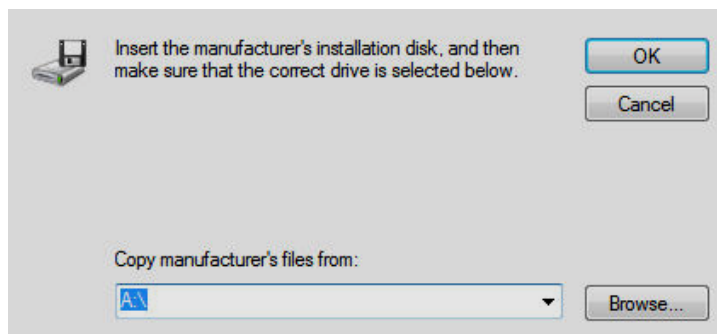 Insert the manufacturer's installation disk, and then
make sure that the correct drive is selected below.
OK
Cancel
Copy manufacturer's files from:
A:\
Browse...